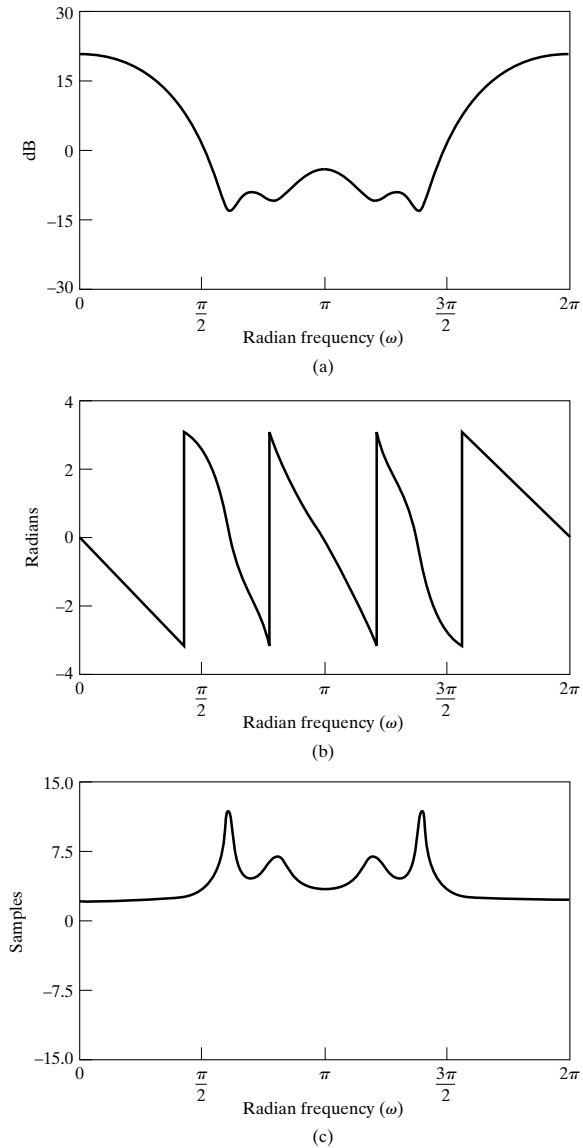 30
15
0
–15
–30
dB
0
π/2
π
3π/2
2π
Radian frequency (ω)
(a)
4
2
0
–2
–4
Radians
0
π/2
π
3π/2
2π
Radian frequency (ω)
(b)
15.0
7.5
0
–7.5
–15.0
Samples
0
π/2
π
3π/2
2π
Radian frequency (ω)
(c)